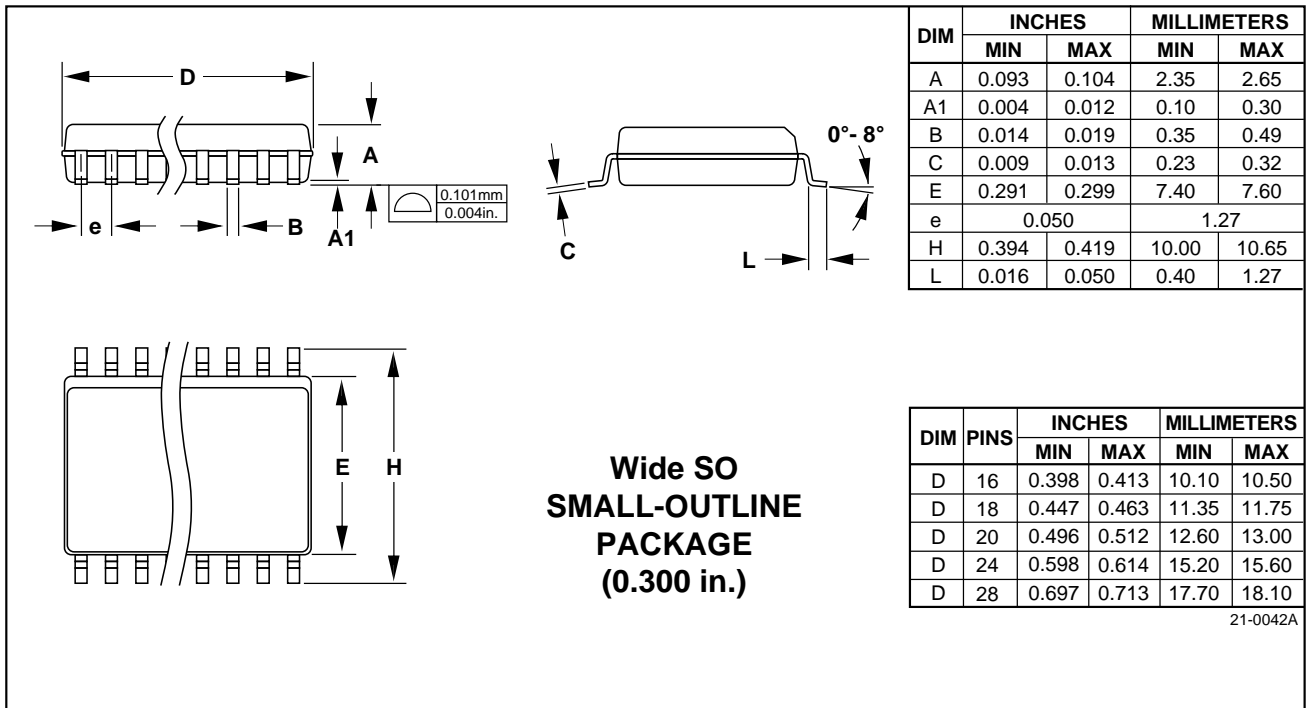 D
A
e
B
A1
0.101mm
0.004in.
0°- 8°
C
L
E
H
Wide SO
SMALL-OUTLINE
PACKAGE
(0.300 in.)
DIM INCHES MILLIMETERS
MIN MAX MIN MAX
A 0.093 0.104 2.35 2.65
A1 0.004 0.012 0.10 0.30
B 0.014 0.019 0.35 0.49
C 0.009 0.013 0.23 0.32
E 0.291 0.299 7.40 7.60
e 0.050 1.27
H 0.394 0.419 10.00 10.65
L 0.016 0.050 0.40 1.27
DIM PINS INCHES MILLIMETERS
MIN MAX MIN MAX
D 16 0.398 0.413 10.10 10.50
D 18 0.447 0.463 11.35 11.75
D 20 0.496 0.512 12.60 13.00
D 24 0.598 0.614 15.20 15.60
D 28 0.697 0.713 17.70 18.10
21-0042A